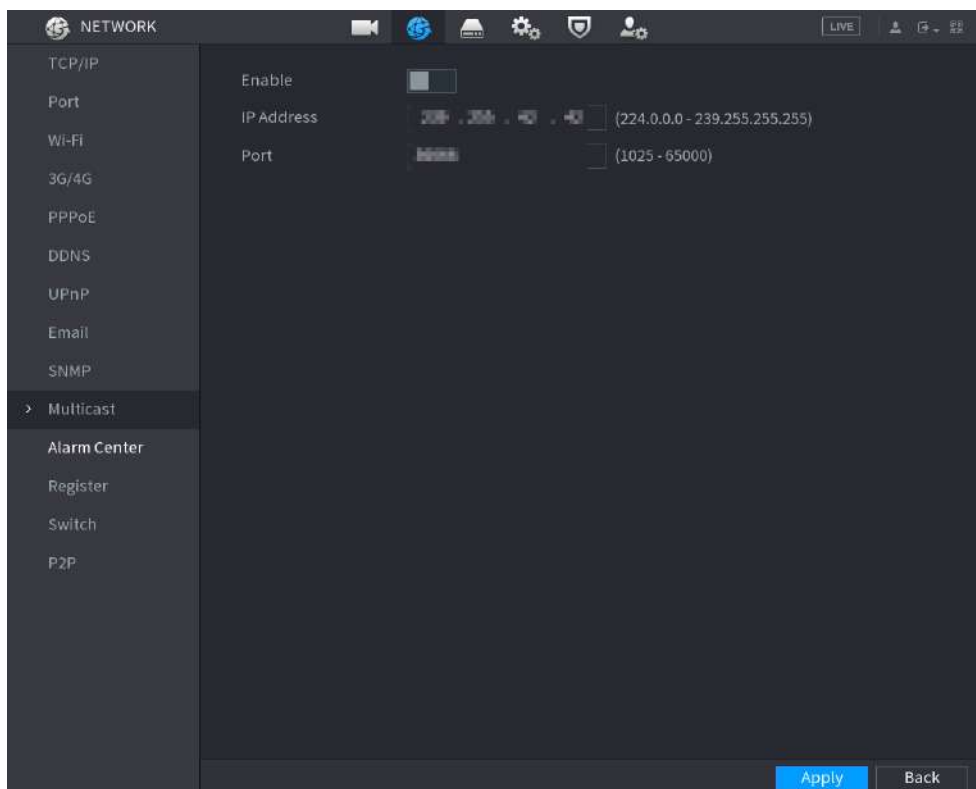 NETWORK
LIVE
TCP/IP
Port
Wi-Fi
3G/4G
PPPoE
DDNS
UPnP
Email
SNMP
> Multicast
Alarm Center
Register
Switch
P2P
Enable
IP Address . . . (224.0.0.0 - 239.255.255.255)
Port (1025 - 65000)
Apply Back